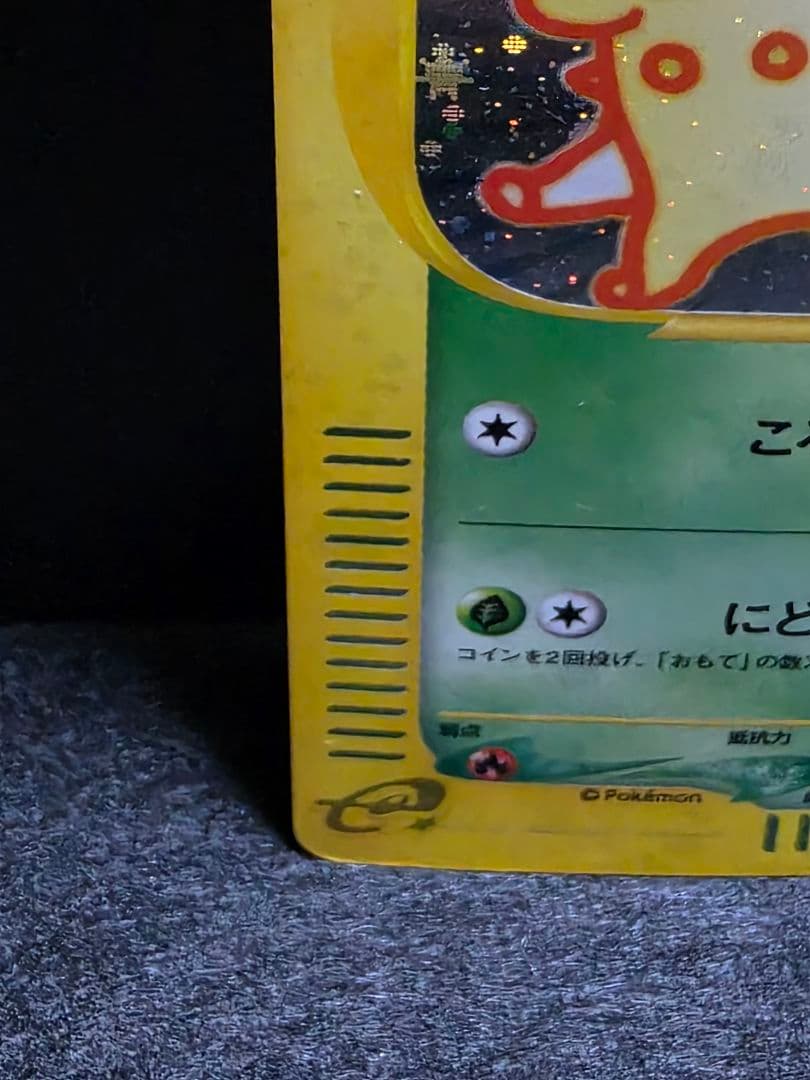 ころ
にど
コインを2回投げ、「おもて」の数
弱点 抵抗力
© Pokémon
e